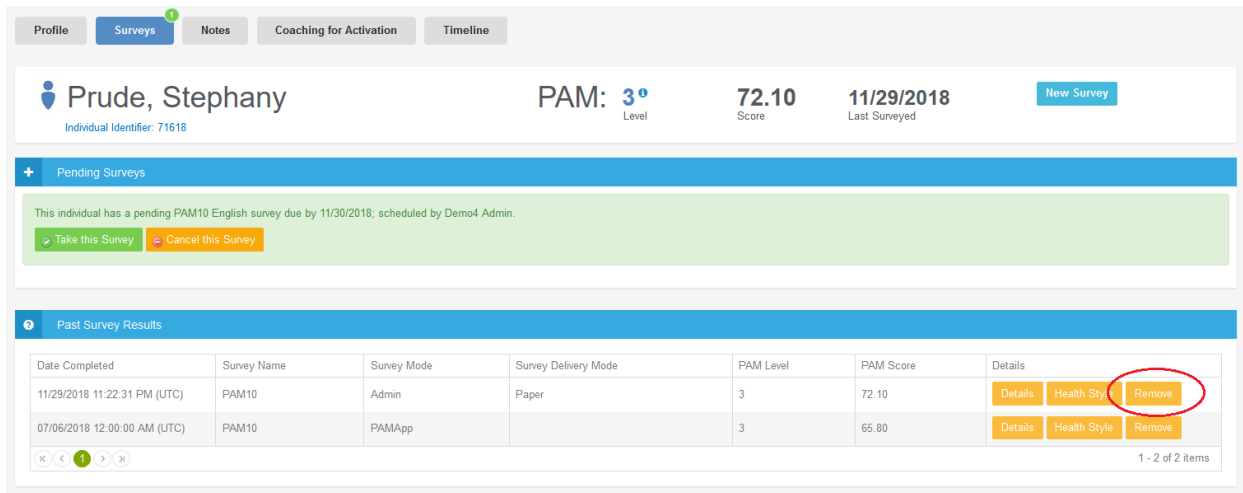 Profile Surveys 1 Notes Coaching for Activation Timeline
Prude, Stephany PAM: 3 72.10 11/29/2018 New Survey
Individual Identifier: 71618 Level Score Last Surveyed
Pending Surveys
This individual has a pending PAM10 English survey due by 11/30/2018; scheduled by Demo4 Admin.
Take this Survey Cancel this Survey
Past Survey Results
Date Completed Survey Name Survey Mode Survey Delivery Mode PAM Level PAM Score Details
11/29/2018 11:22:31 PM (UTC) PAM10 Admin Paper 3 72.10 Details Health Style Remove
07/06/2018 12:00:00 AM (UTC) PAM10 PAMApp 3 65.80 Details Health Style Remove
1 1 - 2 of 2 items